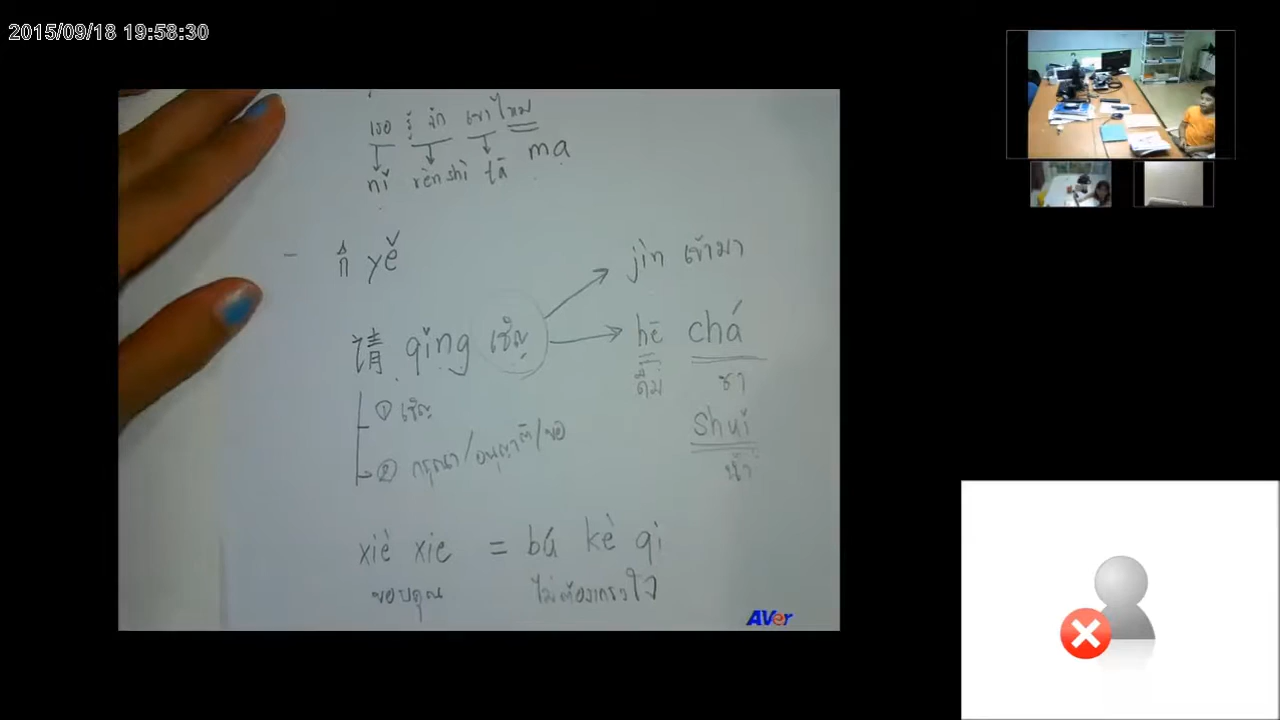 2015/09/18 19:58:30
เธอ รู้ จัก เขา ไหม
nǐ rèn shì tā ma
- ก็ yě
请 qǐng เชิญ
jìn เข้ามา
hē chá
ดื่ม ชา
① เชิญ
② กรุณา/อนุญาต/ขอ
shuǐ
น้ำ
xiè xie = bú kè qi
ขอบคุณ ไม่ต้องเกรงใจ
AVer